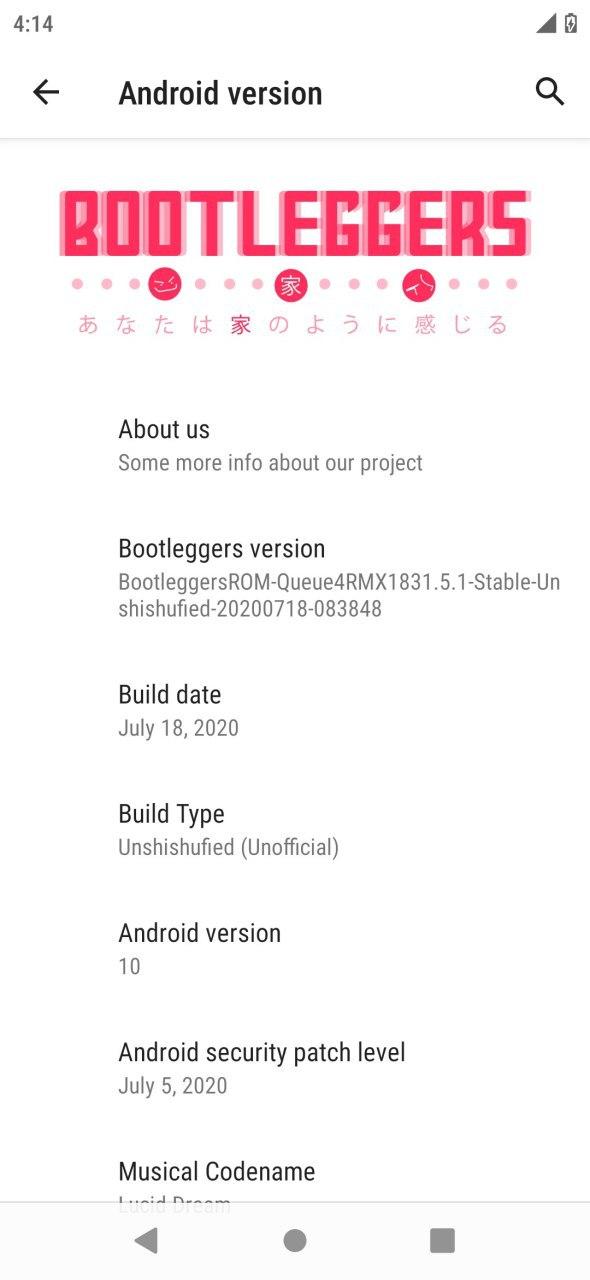 4:14
Android version
BOOTLEGGERS
家
あなたは家のように感じる
About us
Some more info about our project
Bootleggers version
BootleggersROM-Queue4RMX1831.5.1-Stable-Un
shishufied-20200718-083848
Build date
July 18, 2020
Build Type
Unshishufied (Unofficial)
Android version
10
Android security patch level
July 5, 2020
Musical Codename
Lucid Dream